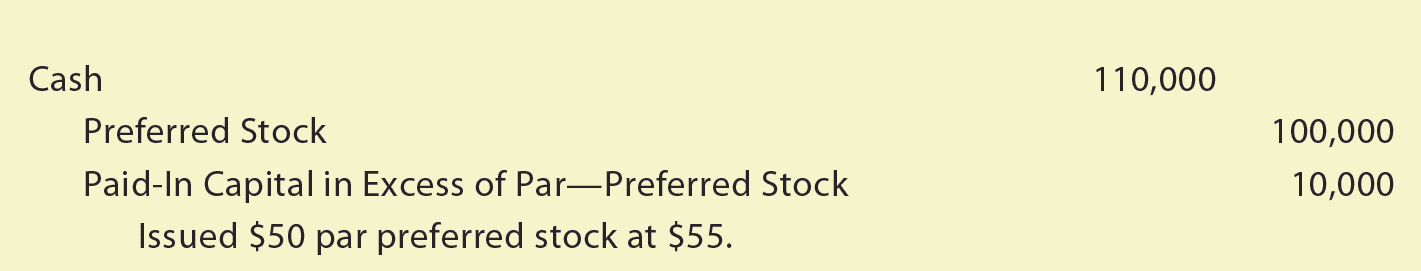 Cash 110,000
Preferred Stock 100,000
Paid-In Capital in Excess of Par—Preferred Stock 10,000
Issued $50 par preferred stock at $55.